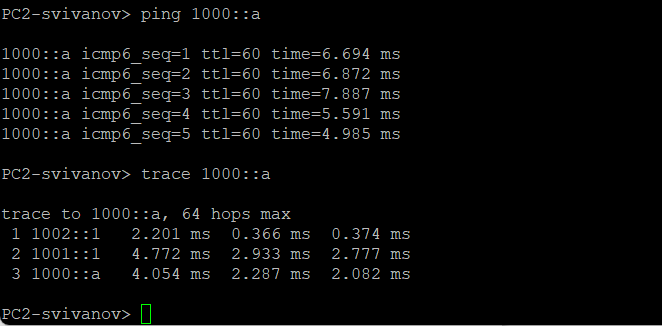 PC2-svivanov> ping 1000::a
1000::a icmp6_seq=1 ttl=60 time=6.694 ms
1000::a icmp6_seq=2 ttl=60 time=6.872 ms
1000::a icmp6_seq=3 ttl=60 time=7.887 ms
1000::a icmp6_seq=4 ttl=60 time=5.591 ms
1000::a icmp6_seq=5 ttl=60 time=4.985 ms
PC2-svivanov> trace 1000::a
trace to 1000::a, 64 hops max
1 1002::1 2.201 ms 0.366 ms 0.374 ms
2 1001::1 4.772 ms 2.933 ms 2.777 ms
3 1000::a 4.054 ms 2.287 ms 2.082 ms
PC2-svivanov>